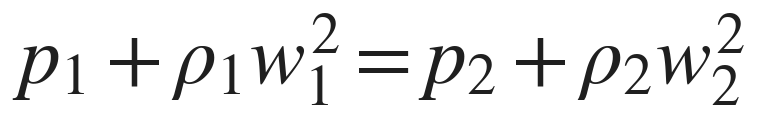 p₁ + ρ₁w₁² = p₂ + ρ₂w₂²